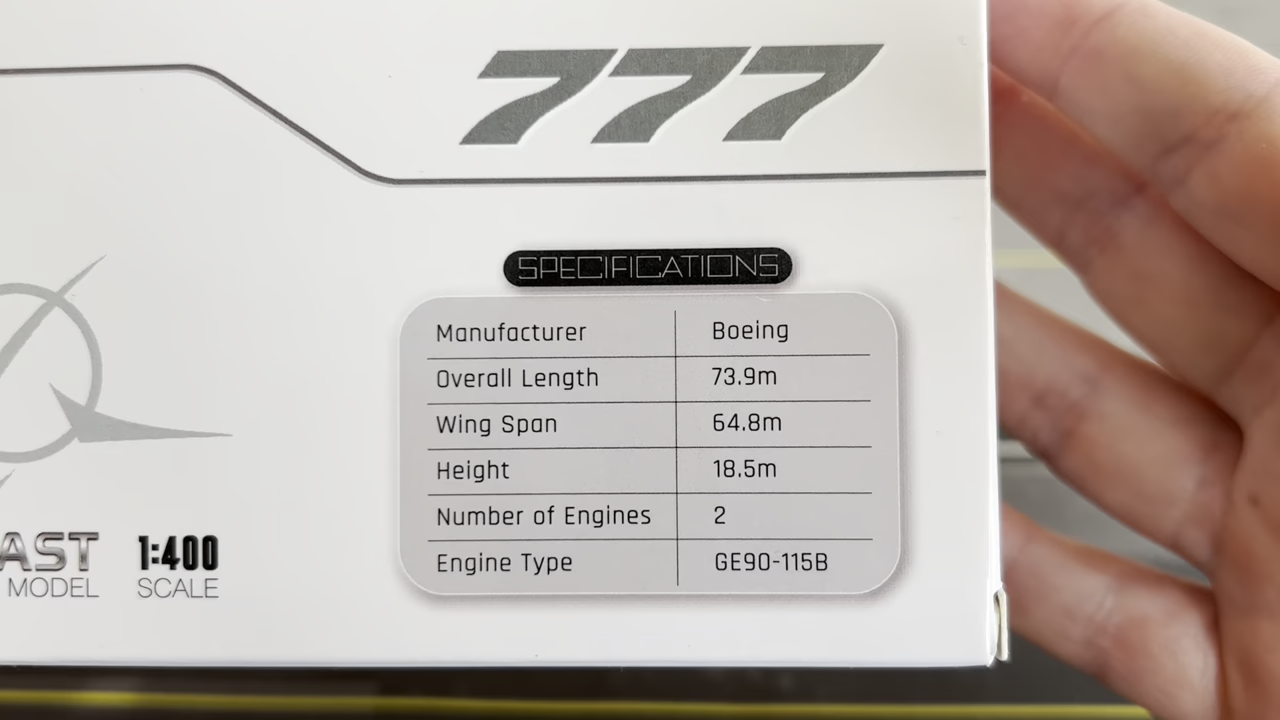 777
SPECIFICATIONS
Manufacturer Boeing
Overall Length 73.9m
Wing Span 64.8m
Height 18.5m
Number of Engines 2
Engine Type GE90-115B
AST 1:400
MODEL SCALE